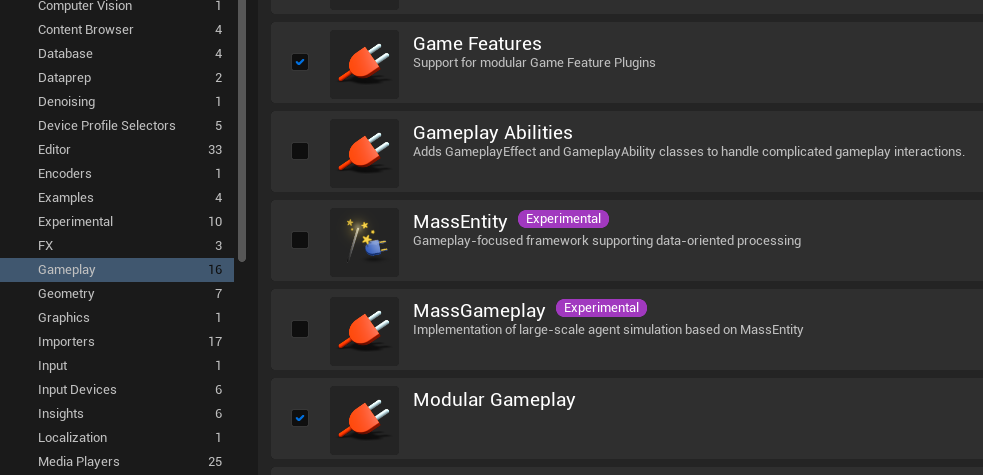 Computer Vision 1
Content Browser 4
Database 4
Dataprep 2
Denoising 1
Device Profile Selectors 5
Editor 33
Encoders 1
Examples 4
Experimental 10
FX 3
Gameplay 16
Geometry 7
Graphics 1
Importers 17
Input 1
Input Devices 6
Insights 6
Localization 1
Media Players 25
Game Features
Support for modular Game Feature Plugins
Gameplay Abilities
Adds GameplayEffect and GameplayAbility classes to handle complicated gameplay interactions.
MassEntity Experimental
Gameplay-focused framework supporting data-oriented processing
MassGameplay Experimental
Implementation of large-scale agent simulation based on MassEntity
Modular Gameplay